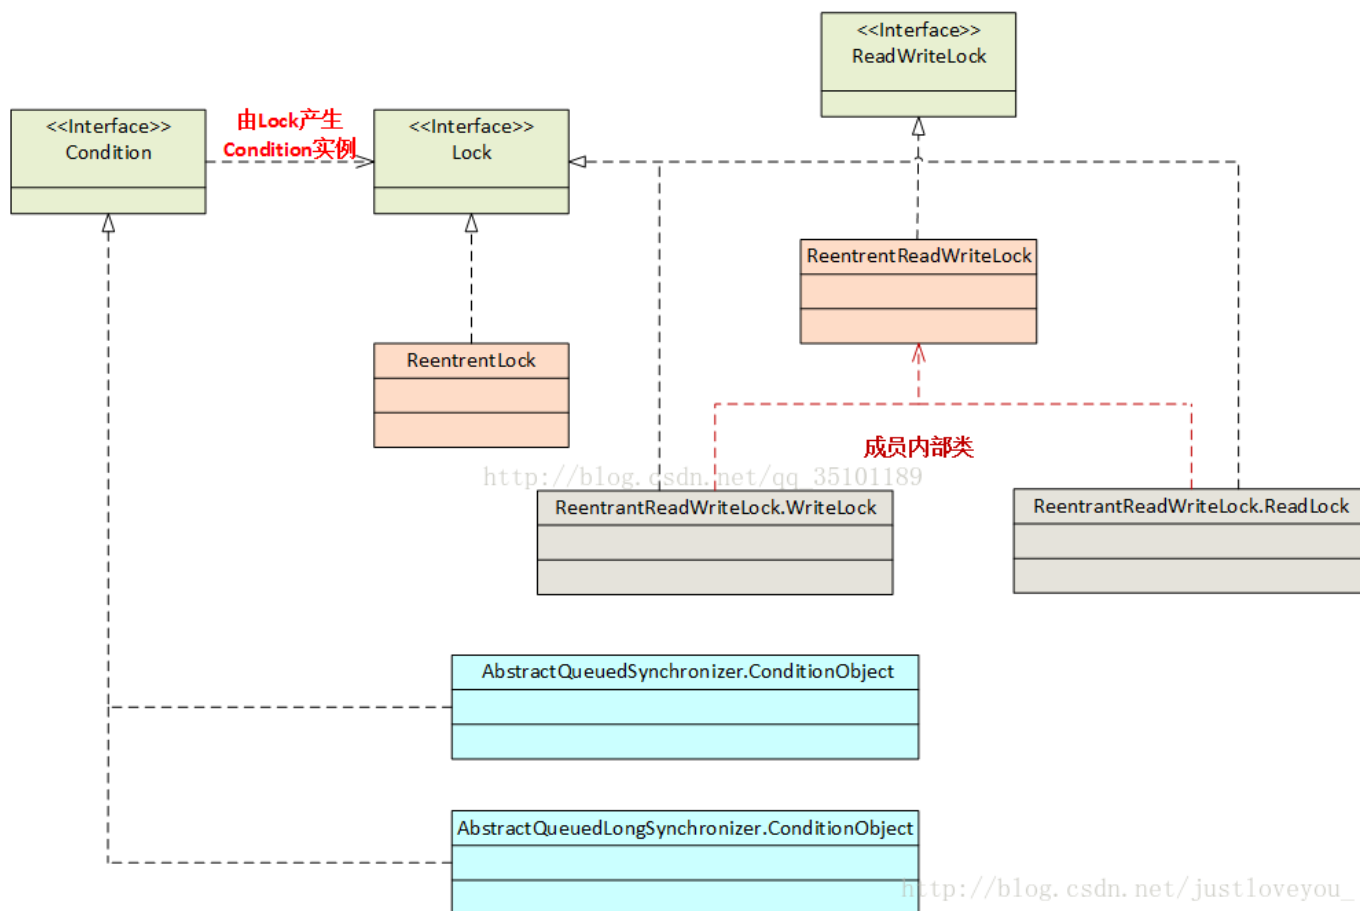 <<Interface>>
ReadWriteLock
<<Interface>>
Condition
由Lock产生
Condition实例
<<Interface>>
Lock
ReentrentReadWriteLock
ReentrentLock
成员内部类
http://blog.csdn.net/qq_35101189
ReentrantReadWriteLock.WriteLock
ReentrantReadWriteLock.ReadLock
AbstractQueuedSynchronizer.ConditionObject
AbstractQueuedLongSynchronizer.ConditionObject
http://blog.csdn.net/justloveyou_